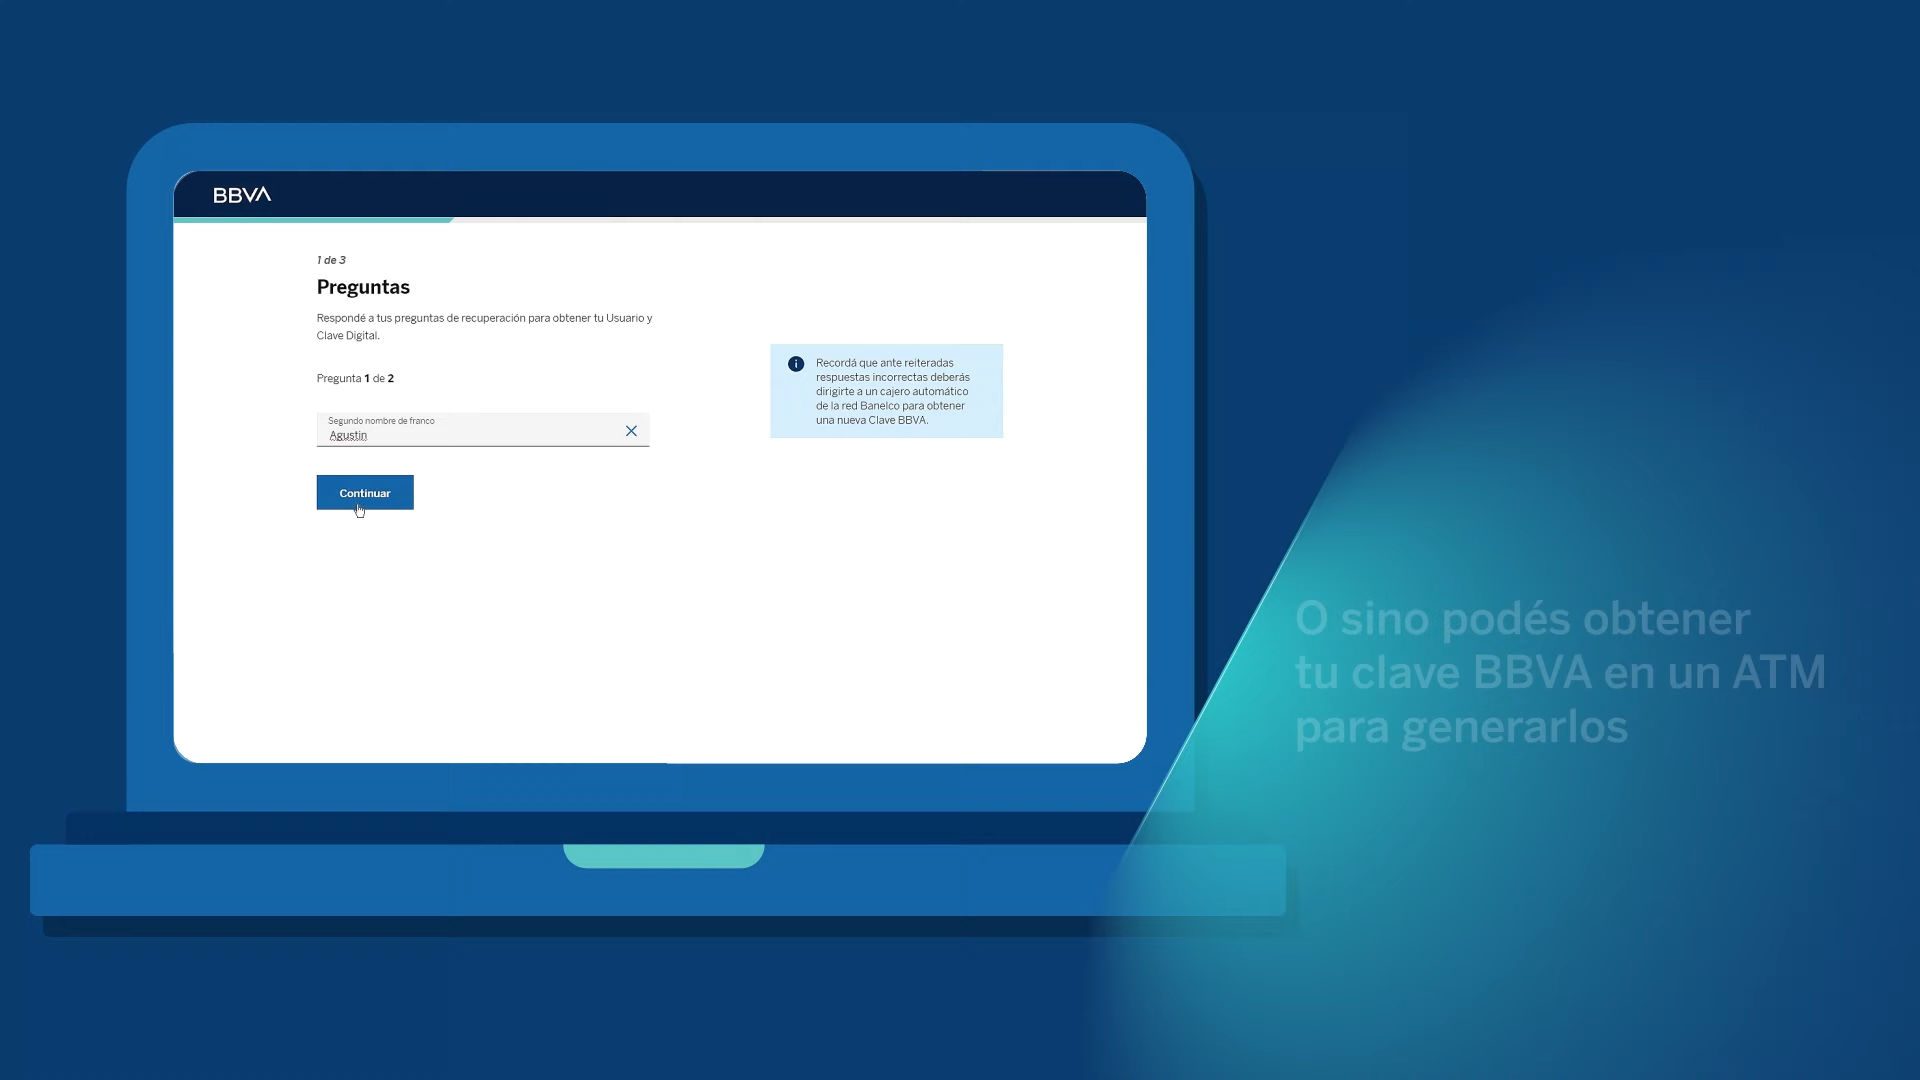 BBVA
1 de 3
Preguntas
Respondé a tus preguntas de recuperación para obtener tu Usuario y
Clave Digital.
Pregunta 1 de 2
Segundo nombre de franco
Agustin
Continuar
Recordá que ante reiteradas
respuestas incorrectas deberás
dirigirte a un cajero automático
de la red Banelco para obtener
una nueva Clave BBVA.
O sino podés obtener
tu clave BBVA en un ATM
para generarlos